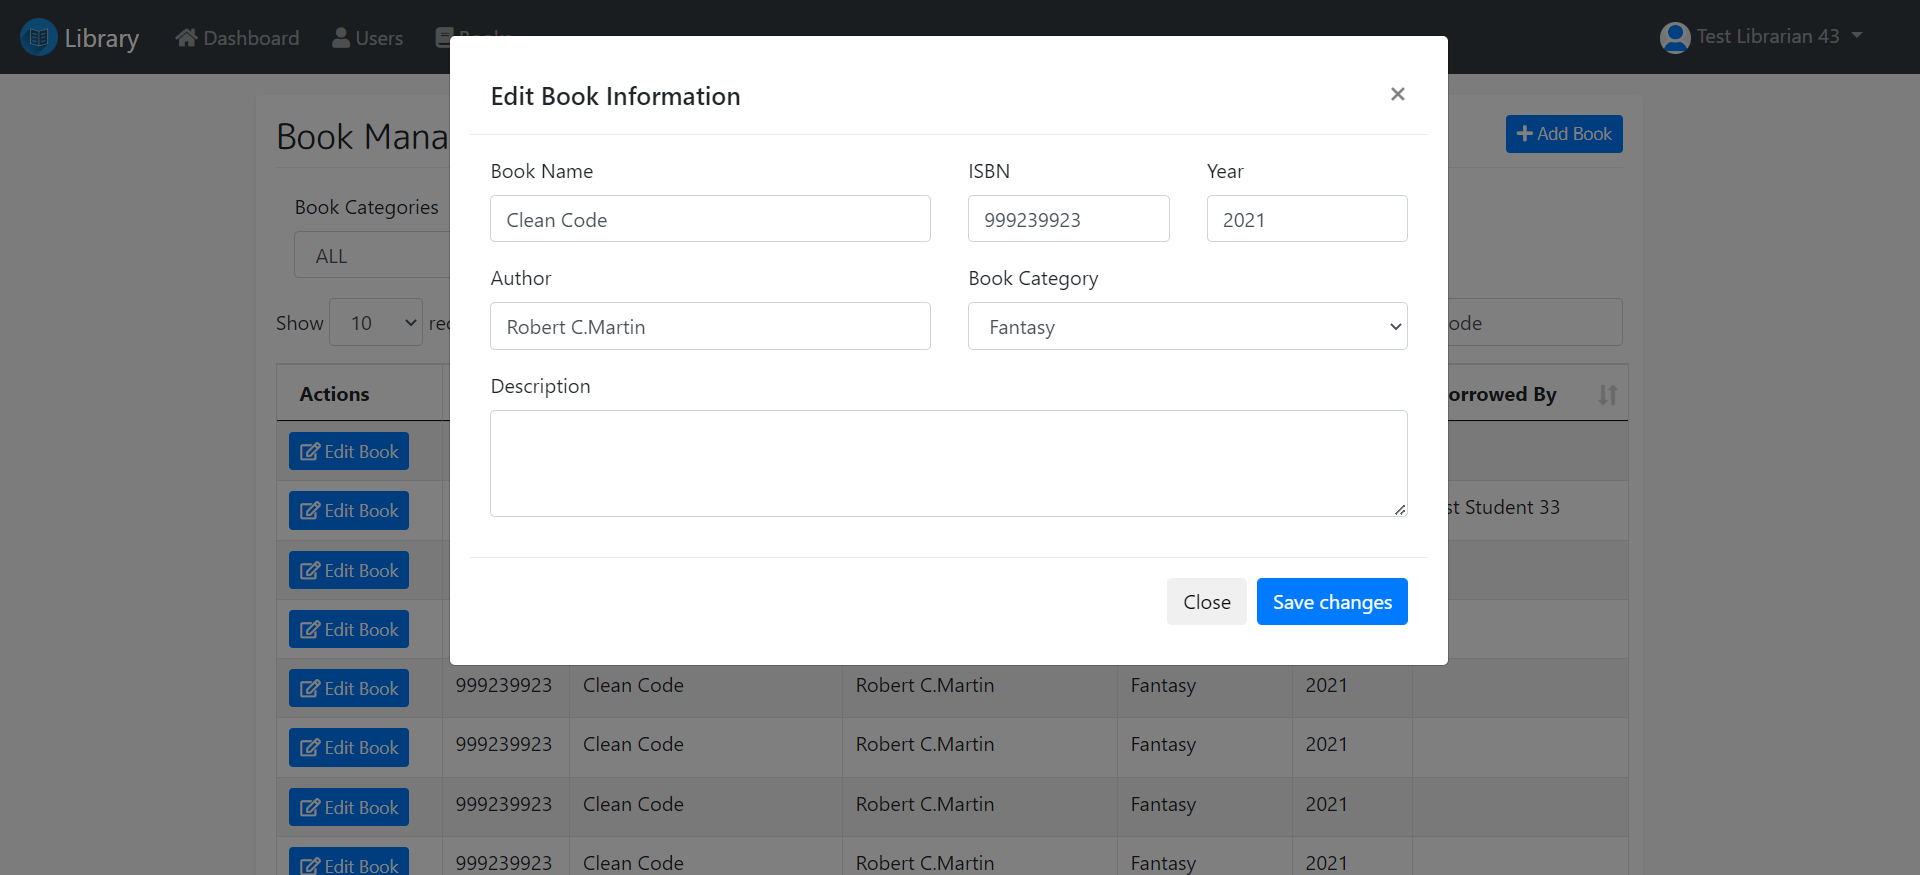 Library
Dashboard
Users
Books
Test Librarian 43
Edit Book Information
×
Book Mana
Add Book
Book Name
ISBN
Year
Clean Code
999239923
2021
Book Categories
ALL
Author
Book Category
Robert C.Martin
Fantasy
Show 10 rec
ode
Description
Actions
orrowed By
Edit Book
Edit Book
st Student 33
Edit Book
Close
Save changes
Edit Book
Edit Book 999239923 Clean Code Robert C.Martin Fantasy 2021
Edit Book 999239923 Clean Code Robert C.Martin Fantasy 2021
Edit Book 999239923 Clean Code Robert C.Martin Fantasy 2021
Edit Book 999239923 Clean Code Robert C.Martin Fantasy 2021